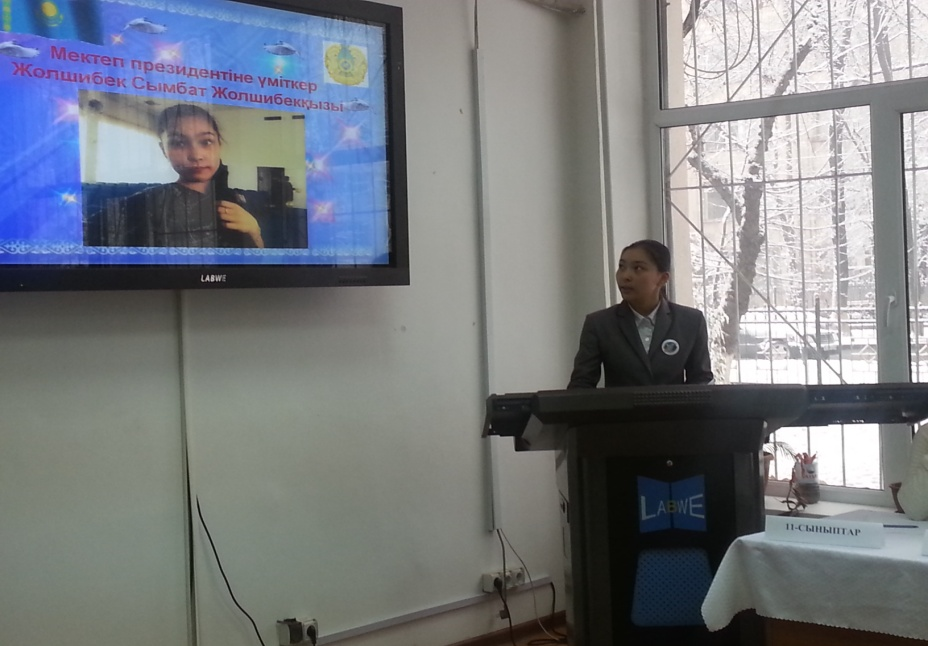 Мектеп президентіне үміткер
Жолшибек Сымбат Жолшибекқызы
LABWE
LABWE
11-СЫНЫПТАР